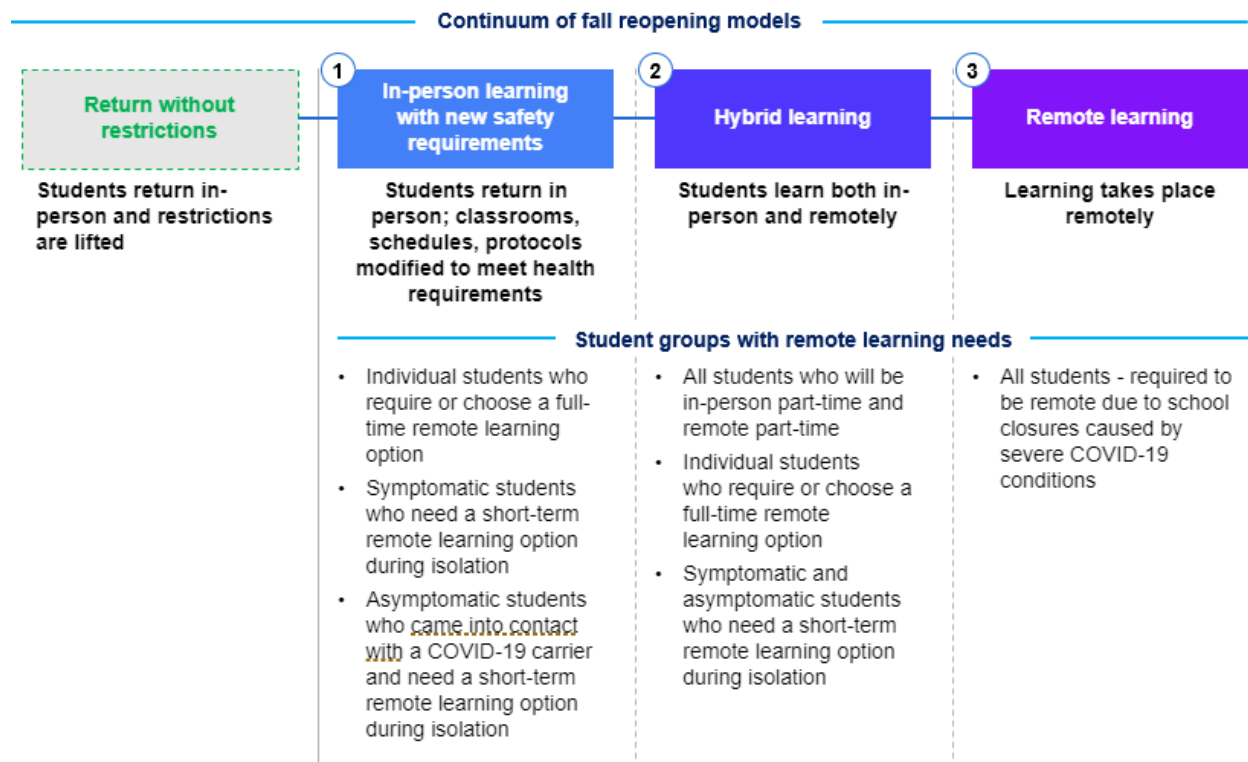 Continuum of fall reopening models
Return without
restrictions
Students return in-
person and restrictions
are lifted
1
In-person learning
with new safety
requirements
Students return in
person; classrooms,
schedules, protocols
modified to meet health
requirements
2
Hybrid learning
Students learn both in-
person and remotely
3
Remote learning
Learning takes place
remotely
Student groups with remote learning needs
• Individual students who
require or choose a full-
time remote learning
option
• Symptomatic students
who need a short-term
remote learning option
during isolation
• Asymptomatic students
who came into contact
with a COVID-19 carrier
and need a short-term
remote learning option
during isolation
• All students who will be
in-person part-time and
remote part-time
• Individual students
who require or choose a
full-time remote
learning option
• Symptomatic and
asymptomatic students
who need a short-term
remote learning option
during isolation
• All students - required to
be remote due to school
closures caused by
severe COVID-19
conditions